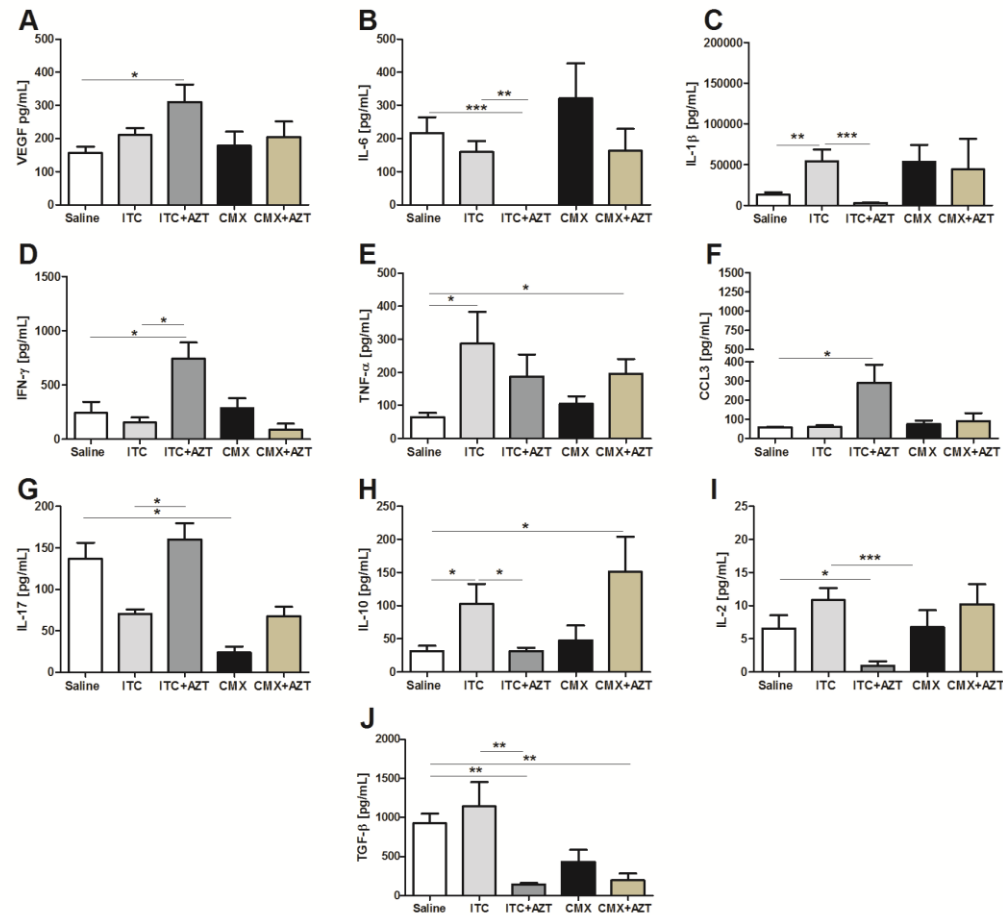 A
VEGF pg/mL]
500
400
300
200
100
0
*
Saline ITC ITC+AZT CMX CMX+AZT
B
IL-6 [pg/mL]
500
400
300
200
100
0
**
***
Saline ITC ITC+AZT CMX CMX+AZT
C
IL-1β [pg/mL]
200000
150000
100000
50000
0
** ***
Saline ITC ITC+AZT CMX CMX+AZT
D
IFN-γ [pg/mL]
1500
1000
500
0
*
*
Saline ITC ITC+AZT CMX CMX+AZT
E
TNF-α [pg/mL]
500
400
300
200
100
0
*
*
Saline ITC ITC+AZT CMX CMX+AZT
F
CCL3 [pg/mL]
1500
1250
1000
750
500
400
300
200
100
0
*
Saline ITC ITC+AZT CMX CMX+AZT
G
IL-17 [pg/mL]
200
150
100
50
0
*
*
Saline ITC ITC+AZT CMX CMX+AZT
H
IL-10 [pg/mL]
250
200
150
100
50
0
*
* *
Saline ITC ITC+AZT CMX CMX+AZT
I
IL-2 [pg/mL]
25
20
15
10
5
0
***
*
Saline ITC ITC+AZT CMX CMX+AZT
J
TGF-β [pg/mL]
2000
1500
1000
500
0
**
**
**
Saline ITC ITC+AZT CMX CMX+AZT